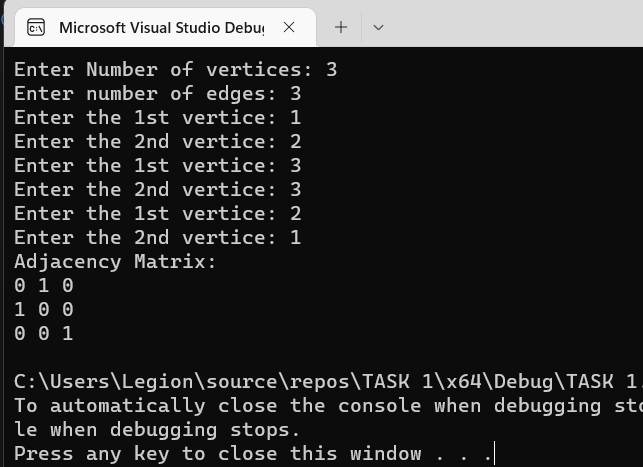 Microsoft Visual Studio Debu
Enter Number of vertices: 3
Enter number of edges: 3
Enter the 1st vertice: 1
Enter the 2nd vertice: 2
Enter the 1st vertice: 3
Enter the 2nd vertice: 3
Enter the 1st vertice: 2
Enter the 2nd vertice: 1
Adjacency Matrix:
0 1 0
1 0 0
0 0 1
C:\Users\Legion\source\repos\TASK 1\x64\Debug\TASK 1.
To automatically close the console when debugging sto
le when debugging stops.
Press any key to close this window . . .